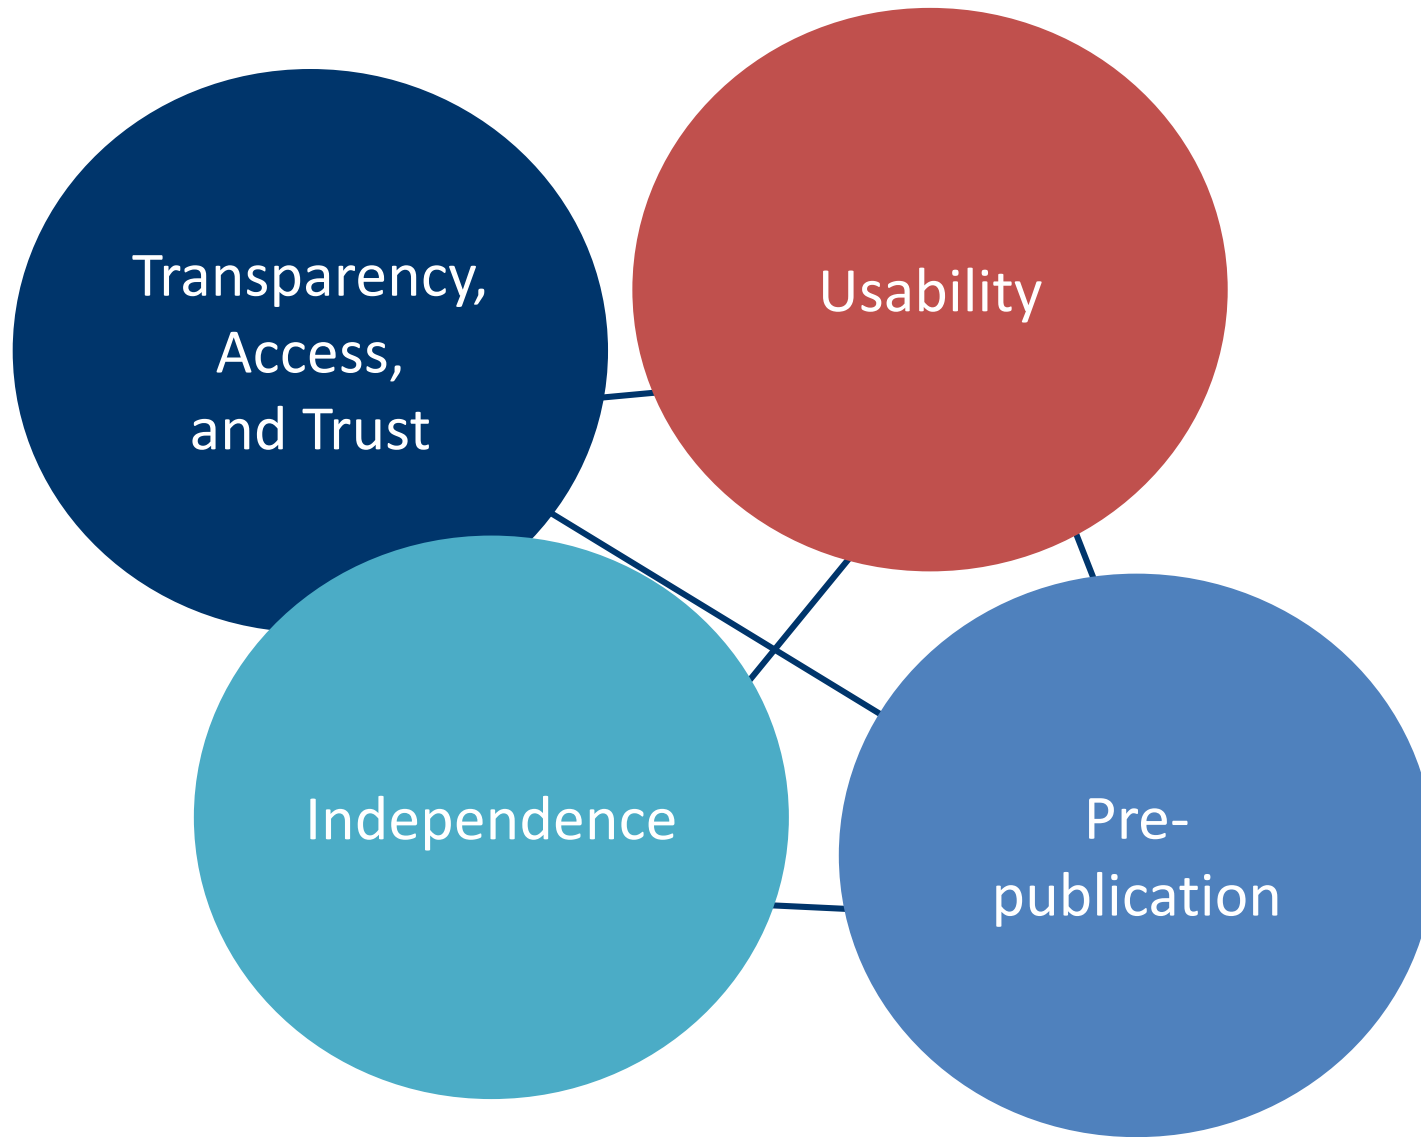 Transparency,
Access,
and Trust
Usability
Independence
Pre-
publication